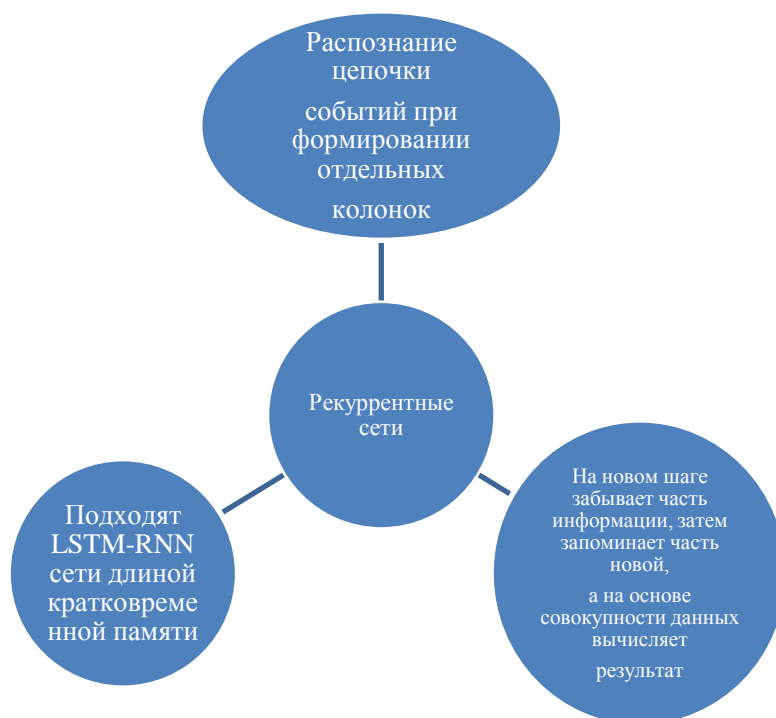 Распознание
цепочки
событий при
формировании
отдельных
колонок
Рекуррентные
сети
Подходят
LSTM-RNN
сети длиной
кратковреме
нной памяти
На новом шаге
забывает часть
информации, затем
запоминает часть
новой,
а на основе
совокупности данных
вычисляет
результат